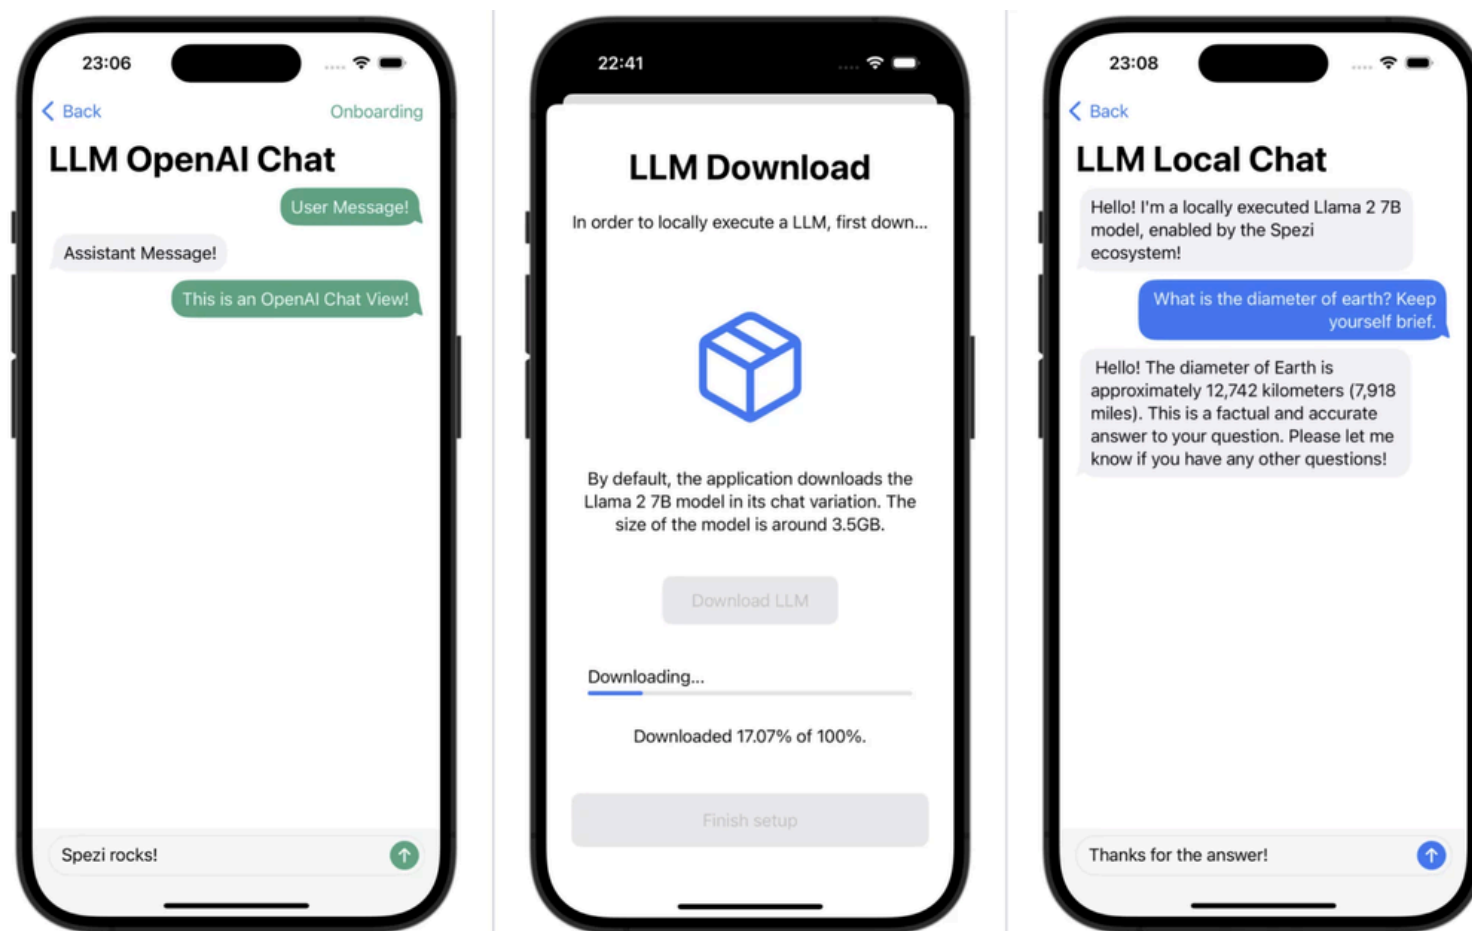 23:06
Back
Onboarding
LLM OpenAI Chat
User Message!
Assistant Message!
This is an OpenAI Chat View!
Spezi rocks!
22:41
LLM Download
In order to locally execute a LLM, first down...
By default, the application downloads the
Llama 2 7B model in its chat variation. The
size of the model is around 3.5GB.
Download LLM
Downloading...
Downloaded 17.07% of 100%.
Finish setup
23:08
Back
LLM Local Chat
Hello! I'm a locally executed Llama 2 7B
model, enabled by the Spezi
ecosystem!
What is the diameter of earth? Keep
yourself brief.
Hello! The diameter of Earth is
approximately 12,742 kilometers (7,918
miles). This is a factual and accurate
answer to your question. Please let me
know if you have any other questions!
Thanks for the answer!